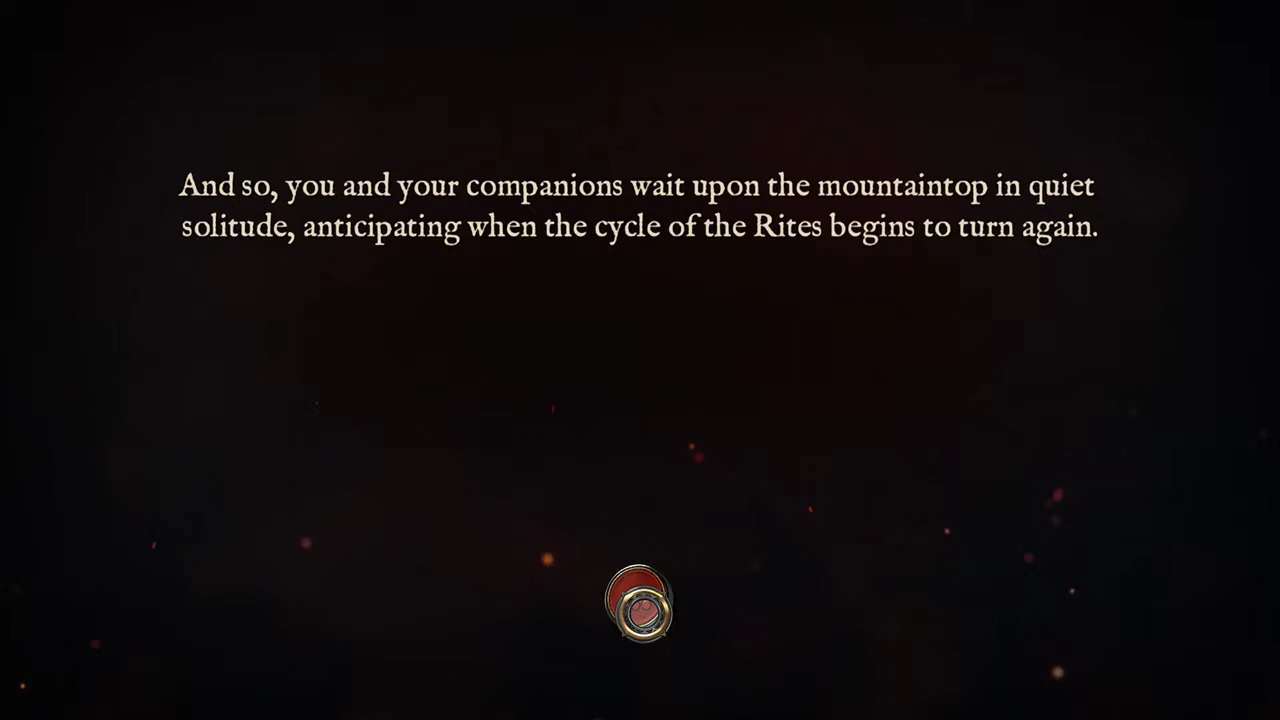 And so, you and your companions wait upon the mountaintop in quiet
solitude, anticipating when the cycle of the Rites begins to turn again.